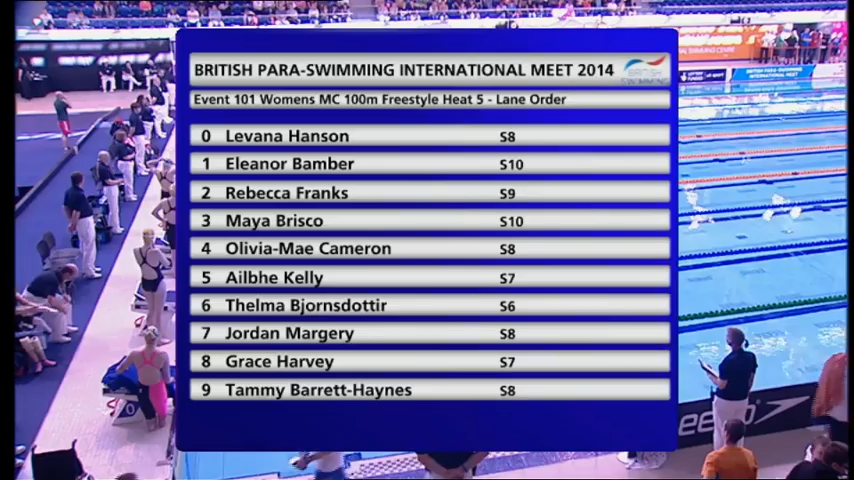 BRITISH PARA-SWIMMING INTERNATIONAL MEET 2014
BRITISH
SWIMMING
Event 101 Womens MC 100m Freestyle Heat 5 - Lane Order
0 Levana Hanson S8
1 Eleanor Bamber S10
2 Rebecca Franks S9
3 Maya Brisco S10
4 Olivia-Mae Cameron S8
5 Ailbhe Kelly S7
6 Thelma Bjornsdottir S6
7 Jordan Margery S8
8 Grace Harvey S7
9 Tammy Barrett-Haynes S8
0
speedo